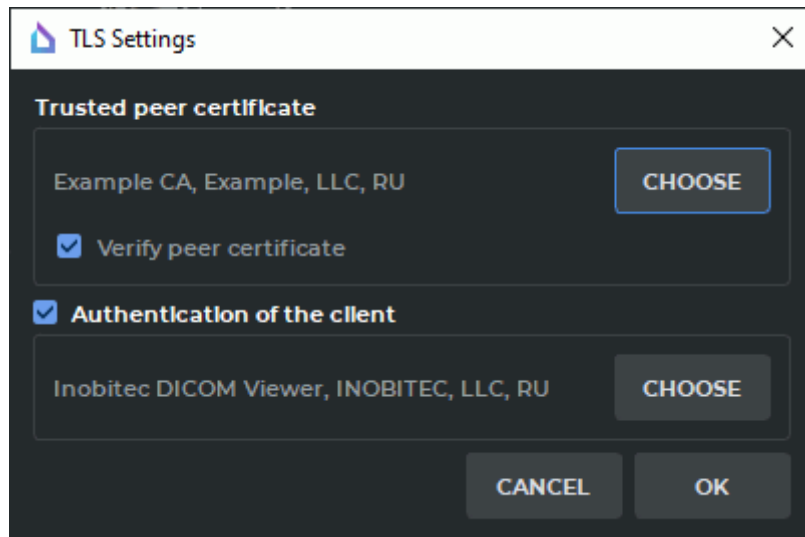 TLS Settings
Trusted peer certificate
Example CA, Example, LLC, RU
CHOOSE
Verify peer certificate
Authentication of the client
Inobitec DICOM Viewer, INOBITEC, LLC, RU
CHOOSE
CANCEL
OK